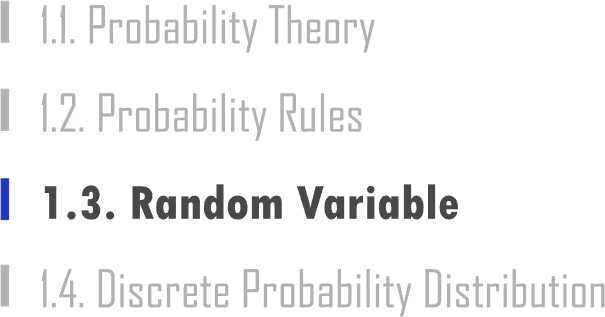 1.1. Probability Theory
1.2. Probability Rules
1.3. Random Variable
1.4. Discrete Probability Distribution